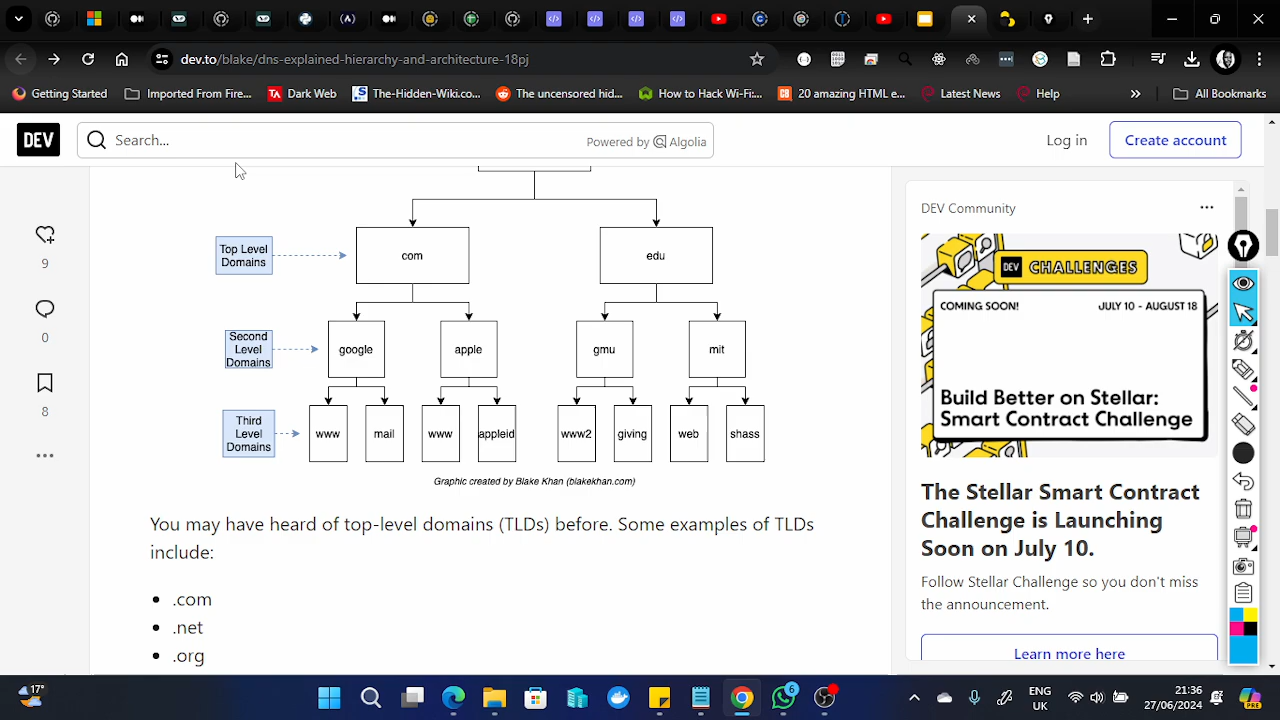 dev.to/blake/dns-explained-hierarchy-and-architecture-18pj
Getting Started
Imported From Fire...
Dark Web
The-Hidden-Wiki.co...
The uncensored hid...
How to Hack Wi-Fi...
20 amazing HTML e...
Latest News
Help
All Bookmarks
DEV
Search...
Powered by Algolia
Log in
Create account
9
0
8
Top Level
Domains
com
edu
Second
Level
Domains
google
apple
gmu
mit
Third
Level
Domains
www
mail
www
appleid
www2
giving
web
shass
Graphic created by Blake Khan (blakekhan.com)
You may have heard of top-level domains (TLDs) before. Some examples of TLDs
include:
.com
.net
.org
DEV Community
DEV CHALLENGES
COMING SOON! JULY 10 - AUGUST 18
Build Better on Stellar:
Smart Contract Challenge
The Stellar Smart Contract
Challenge is Launching
Soon on July 10.
Follow Stellar Challenge so you don't miss
the announcement.
Learn more here
17°
6
ENG
UK
21:36
27/06/2024
PRE